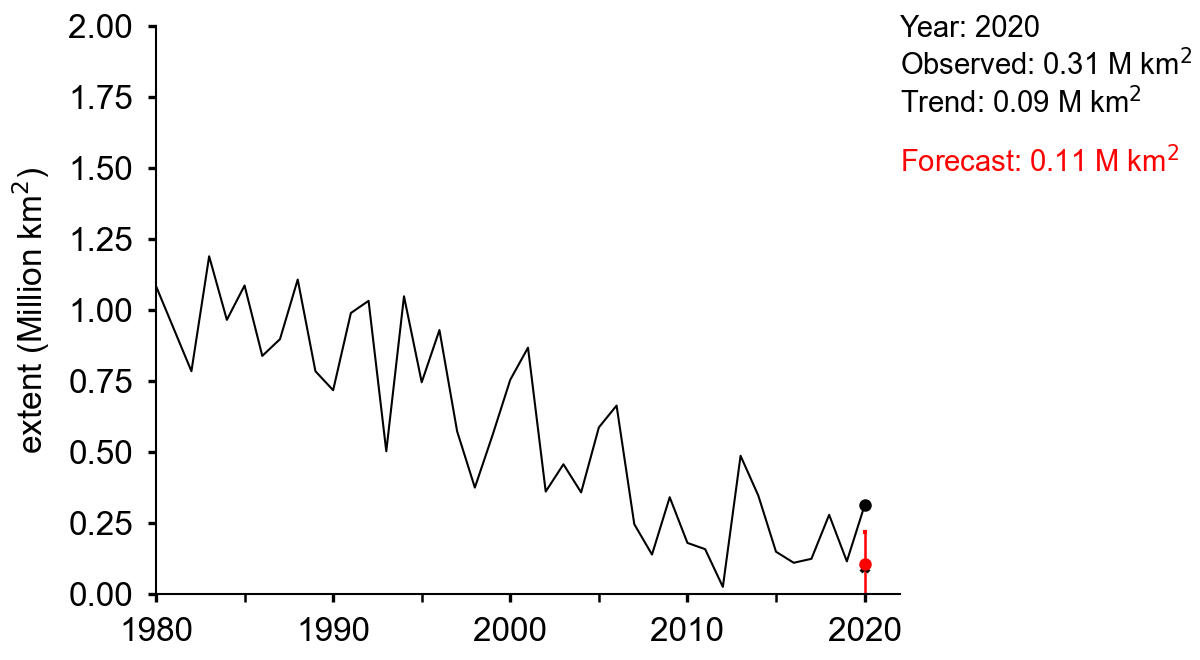 Year: 2020
Observed: 0.31 M km²
Trend: 0.09 M km²
Forecast: 0.11 M km²
extent (Million km²)
2.00
1.75
1.50
1.25
1.00
0.75
0.50
0.25
0.00
1980 1990 2000 2010 2020